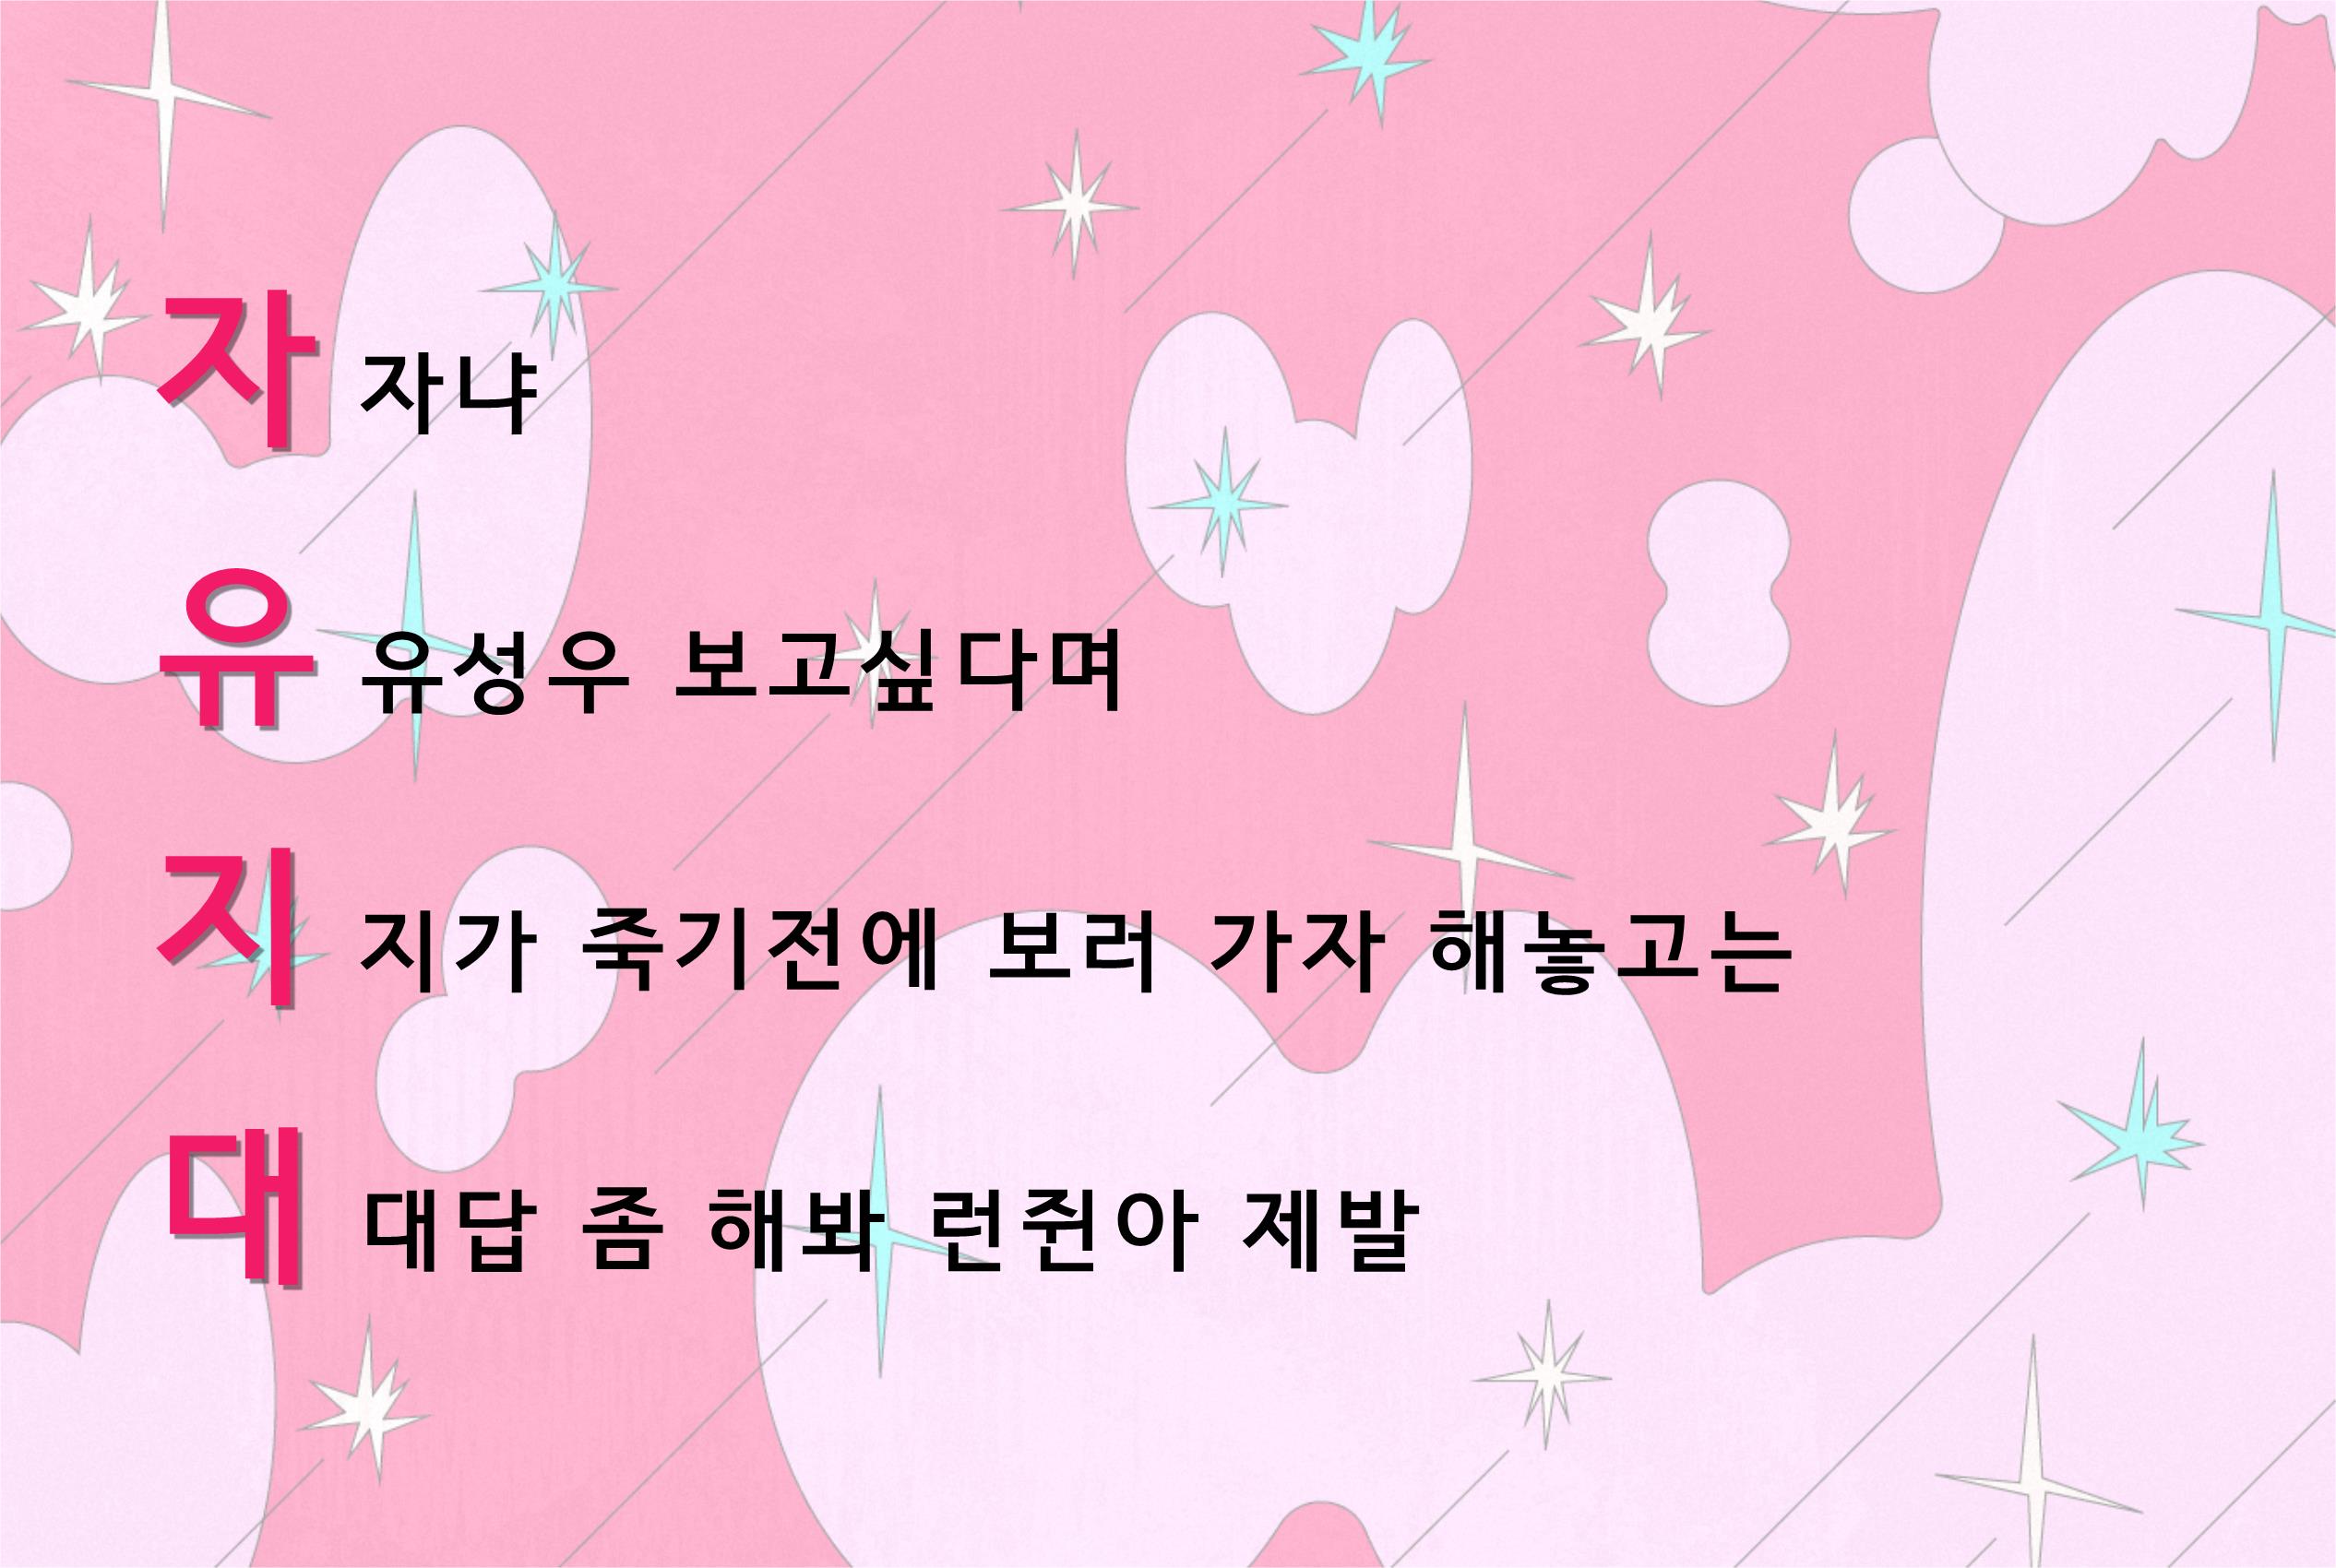 자 자냐
유 유성우 보고싶다며
지 지가 죽기전에 보러 가자 해놓고는
대 대답 좀 해봐 런쥔아 제발